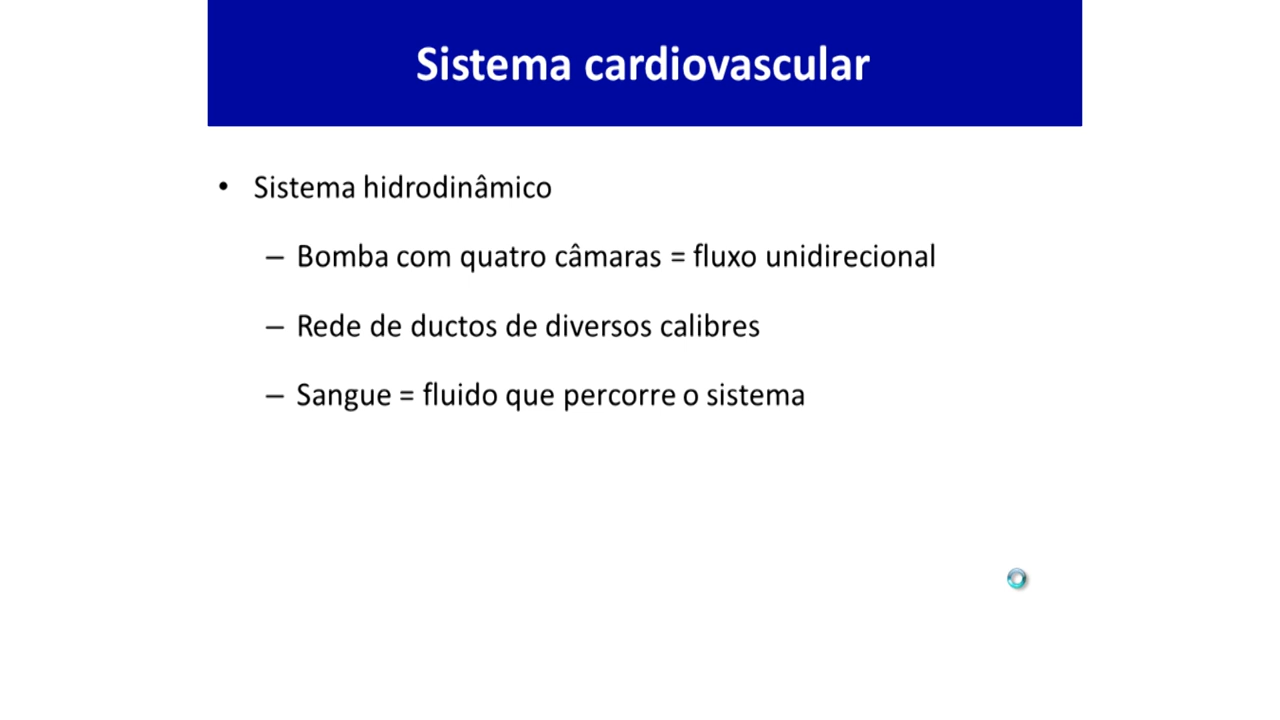 Sistema cardiovascular
• Sistema hidrodinâmico
– Bomba com quatro câmaras = fluxo unidirecional
– Rede de ductos de diversos calibres
– Sangue = fluido que percorre o sistema